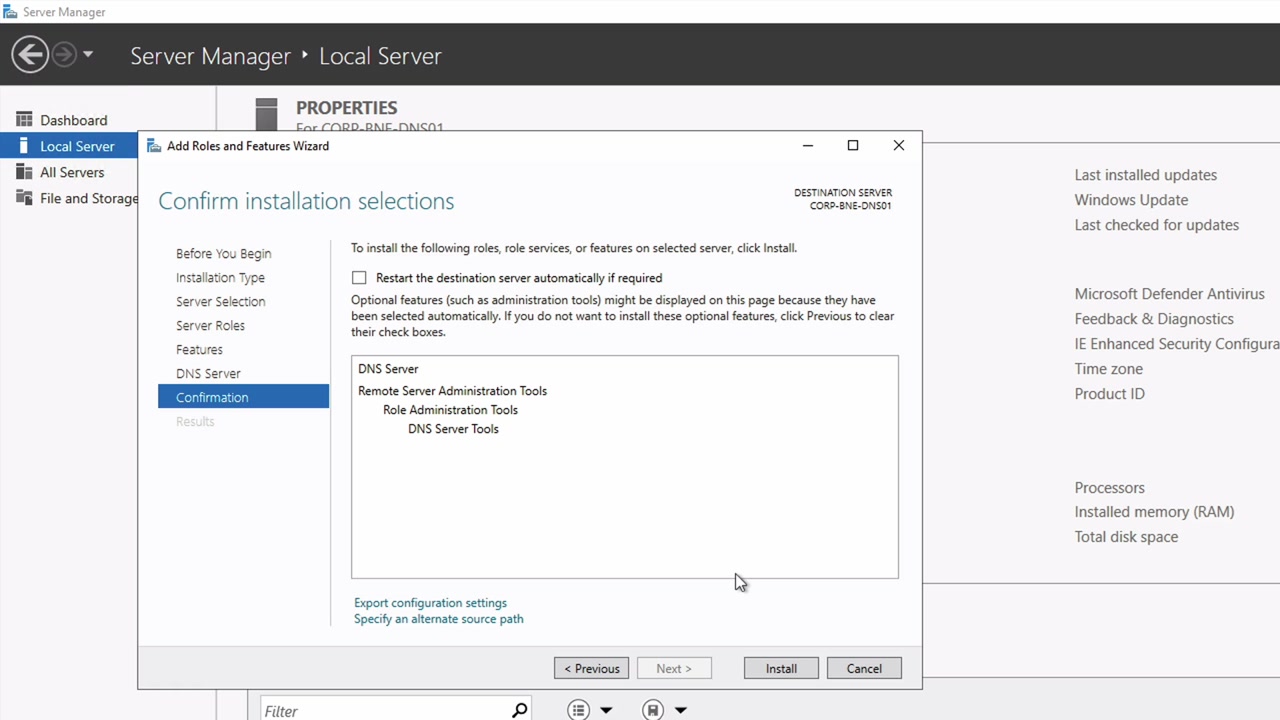 Server Manager
Server Manager ‣ Local Server
Dashboard
Local Server
All Servers
File and Storage
PROPERTIES
For CORP-BNE-DNS01
Add Roles and Features Wizard
Confirm installation selections
DESTINATION SERVER
CORP-BNE-DNS01
Before You Begin
Installation Type
Server Selection
Server Roles
Features
DNS Server
Confirmation
Results
To install the following roles, role services, or features on selected server, click Install.
Restart the destination server automatically if required
Optional features (such as administration tools) might be displayed on this page because they have
been selected automatically. If you do not want to install these optional features, click Previous to clear
their check boxes.
DNS Server
Remote Server Administration Tools
Role Administration Tools
DNS Server Tools
Export configuration settings
Specify an alternate source path
< Previous
Next >
Install
Cancel
Last installed updates
Windows Update
Last checked for updates
Microsoft Defender Antivirus
Feedback & Diagnostics
IE Enhanced Security Configura
Time zone
Product ID
Processors
Installed memory (RAM)
Total disk space
Filter